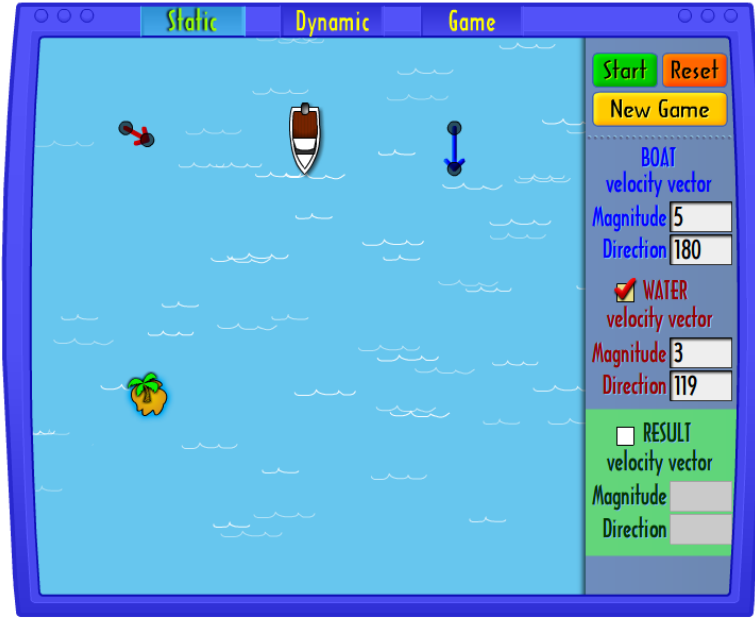 Static Dynamic Game
Start Reset
New Game
BOAT
velocity vector
Magnitude 5
Direction 180
WATER
velocity vector
Magnitude 3
Direction 119
RESULT
velocity vector
Magnitude
Direction